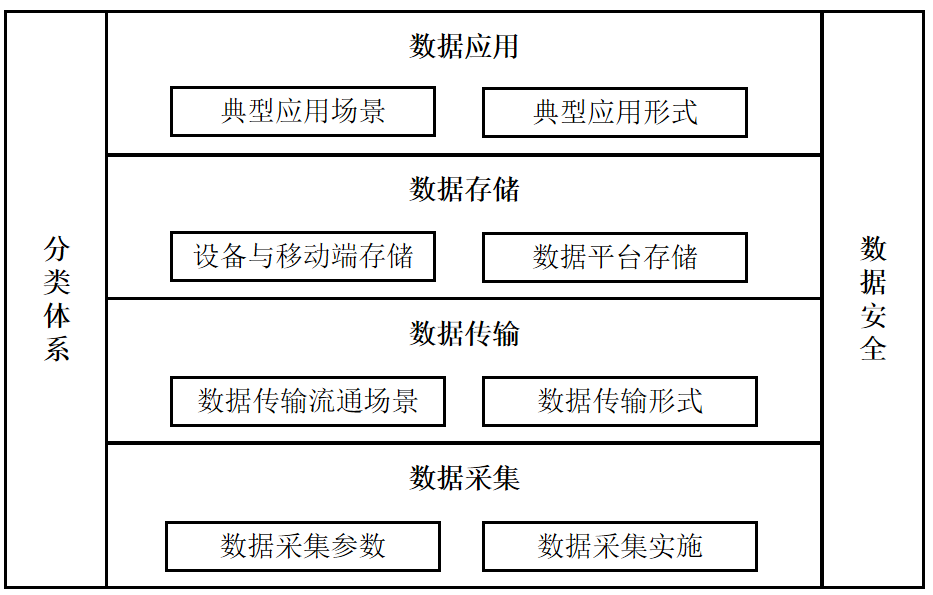 分类体系
数据应用
典型应用场景
典型应用形式
数据存储
设备与移动端存储
数据平台存储
数据传输
数据传输流通场景
数据传输形式
数据采集
数据采集参数
数据采集实施
数据安全